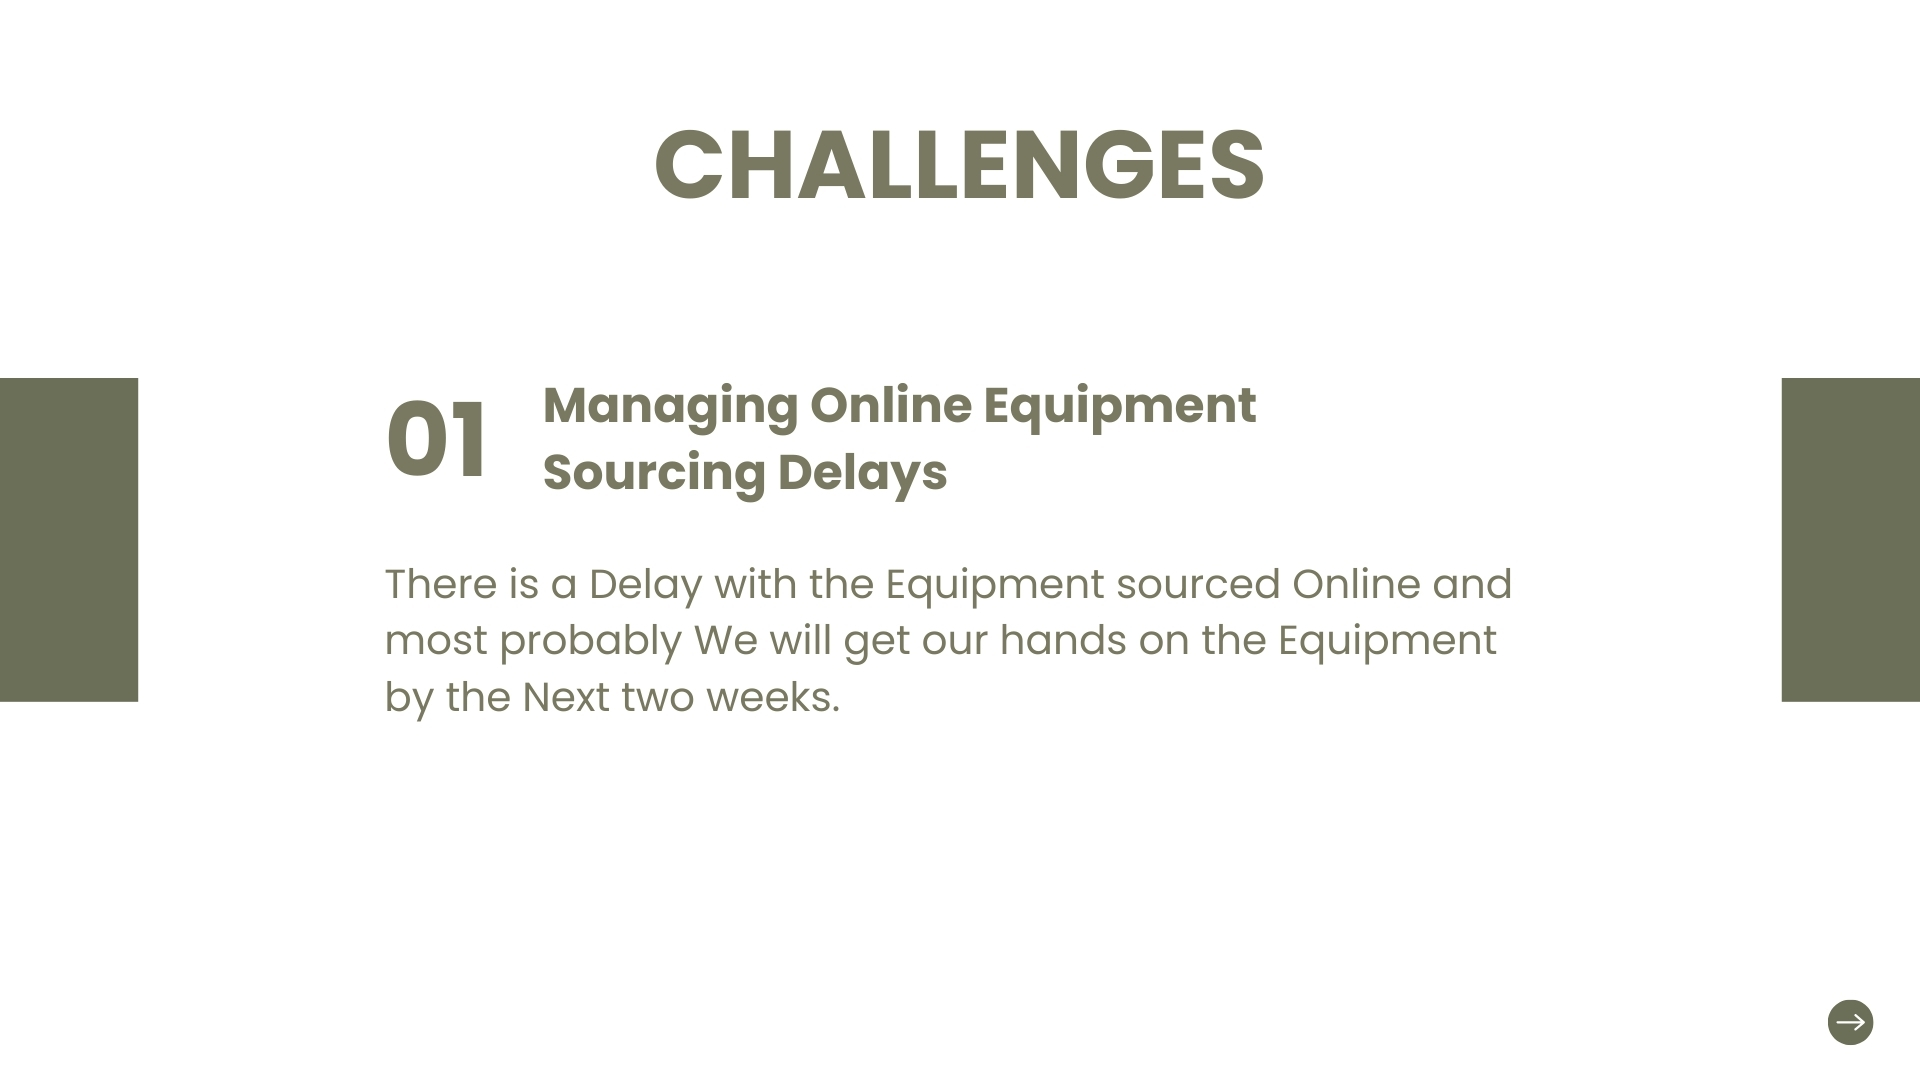 CHALLENGES
01
Managing Online Equipment
Sourcing Delays
There is a Delay with the Equipment sourced Online and
most probably We will get our hands on the Equipment
by the Next two weeks.